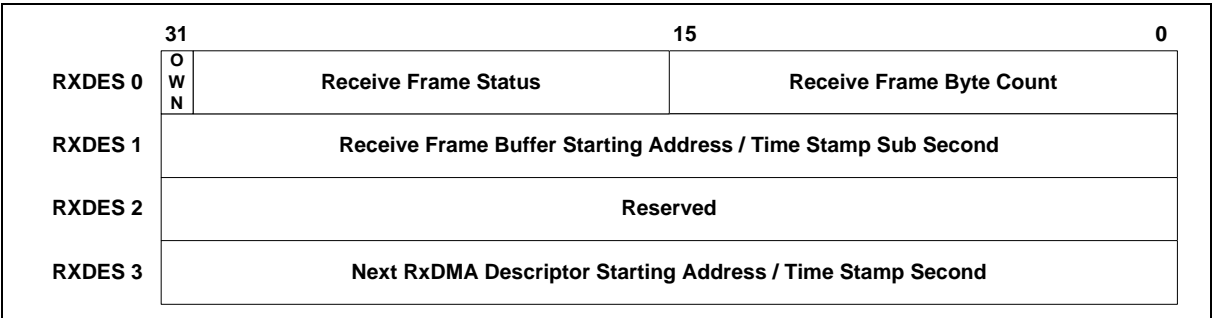 31 15 0
RXDES 0 OWN Receive Frame Status Receive Frame Byte Count
RXDES 1 Receive Frame Buffer Starting Address / Time Stamp Sub Second
RXDES 2 Reserved
RXDES 3 Next RxDMA Descriptor Starting Address / Time Stamp Second